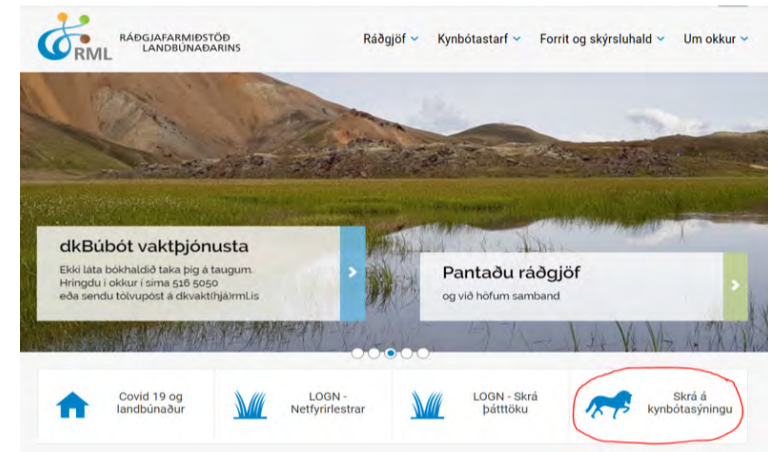 RML
RÁÐGJAFARMIÐSTÖÐ
LANDBÚNAÐARINS
Ráðgjöf
Kynbótastarf
Forrit og skýrsluhald
Um okkur
dkBúbót vaktþjónusta
Ekki láta bókhaldið taka þig á taugum.
Hringdu í okkur í síma 516 5050
eða sendu tölvupóst á dkvakt(hjá)rml.is
Pantaðu ráðgjöf
og við höfum samband
Covid 19 og
landbúnaður
LOGN -
Netfyrirlestrar
LOGN - Skrá
þátttöku
Skrá á
kynbótasýningu